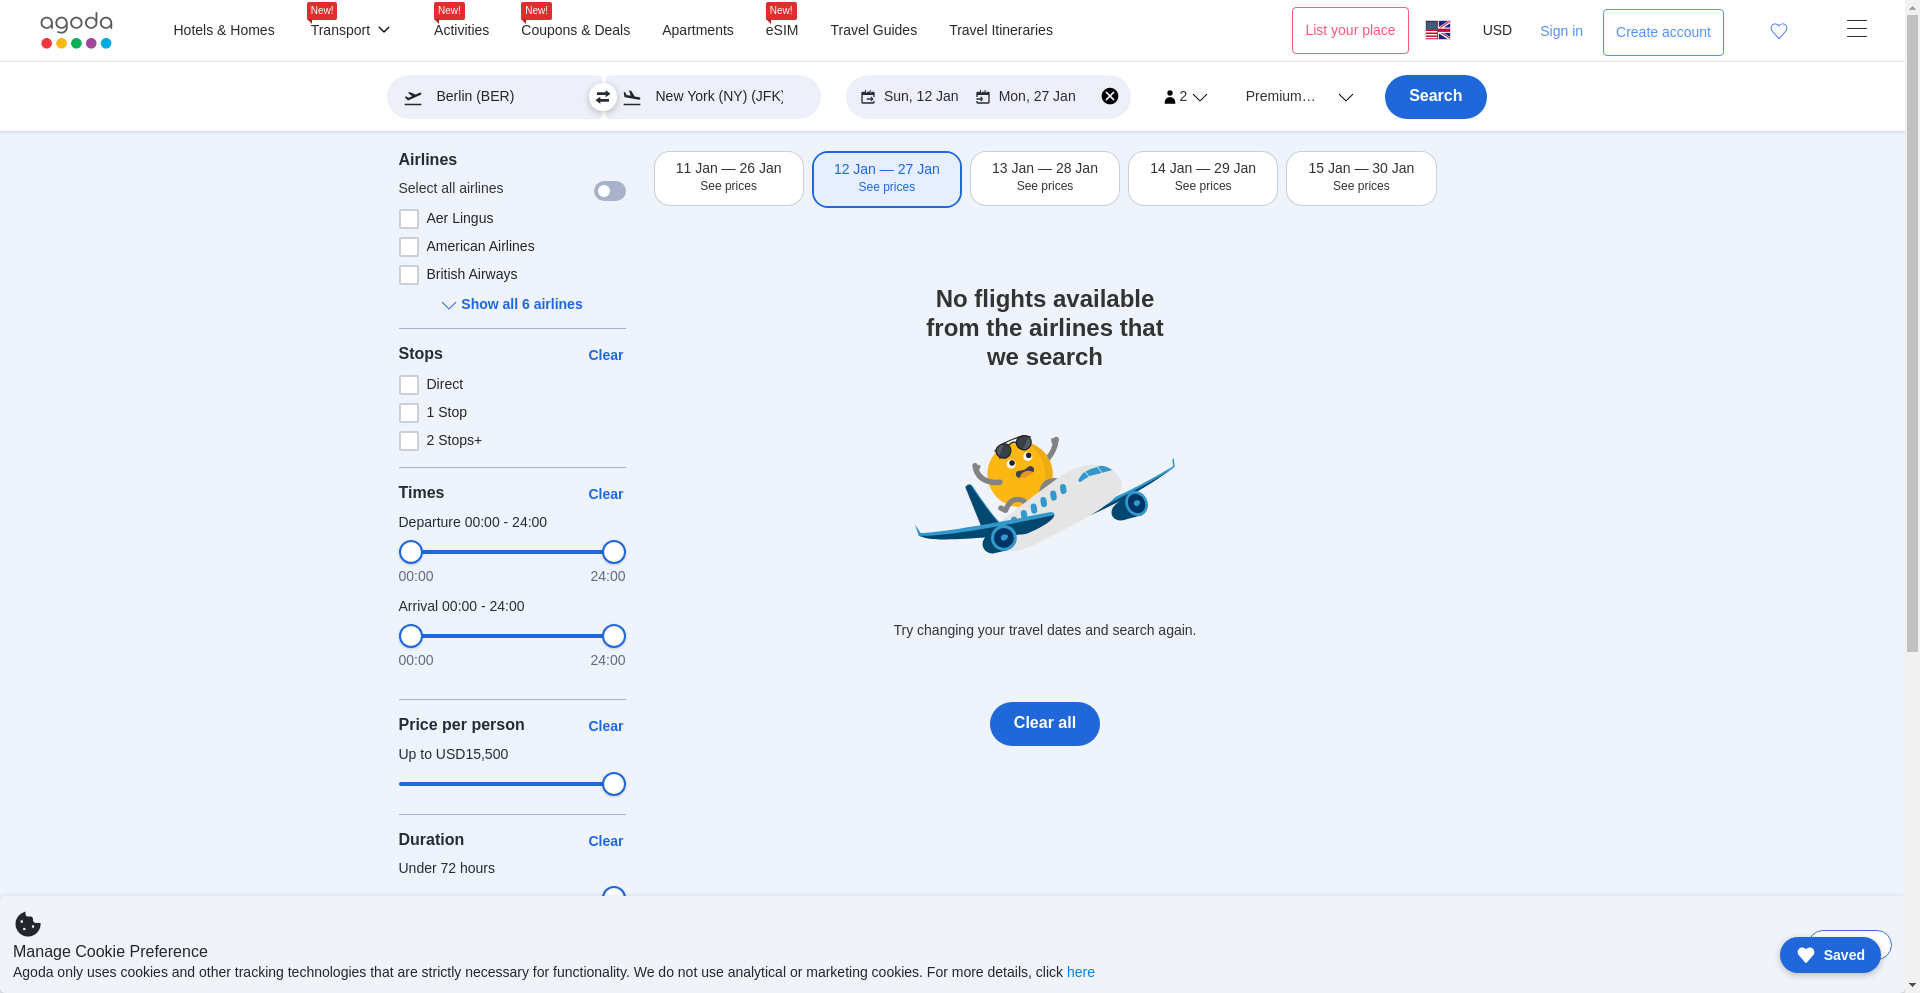 agoda
Hotels & Homes
New!
Transport
New!
Activities
New!
Coupons & Deals
Apartments
New!
eSIM
Travel Guides
Travel Itineraries
List your place
USD
Sign in
Create account
Berlin (BER)
New York (NY) (JFK)
Sun, 12 Jan
Mon, 27 Jan
2
Premium...
Search
Airlines
Select all airlines
Aer Lingus
American Airlines
British Airways
Show all 6 airlines
Stops
Clear
Direct
1 Stop
2 Stops+
Times
Clear
Departure 00:00 - 24:00
00:00
24:00
Arrival 00:00 - 24:00
00:00
24:00
Price per person
Clear
Up to USD15,500
Duration
Clear
Under 72 hours
11 Jan — 26 Jan
See prices
12 Jan — 27 Jan
See prices
13 Jan — 28 Jan
See prices
14 Jan — 29 Jan
See prices
15 Jan — 30 Jan
See prices
No flights available
from the airlines that
we search
Try changing your travel dates and search again.
Clear all
Manage Cookie Preference
Agoda only uses cookies and other tracking technologies that are strictly necessary for functionality. We do not use analytical or marketing cookies. For more details, click here
Saved